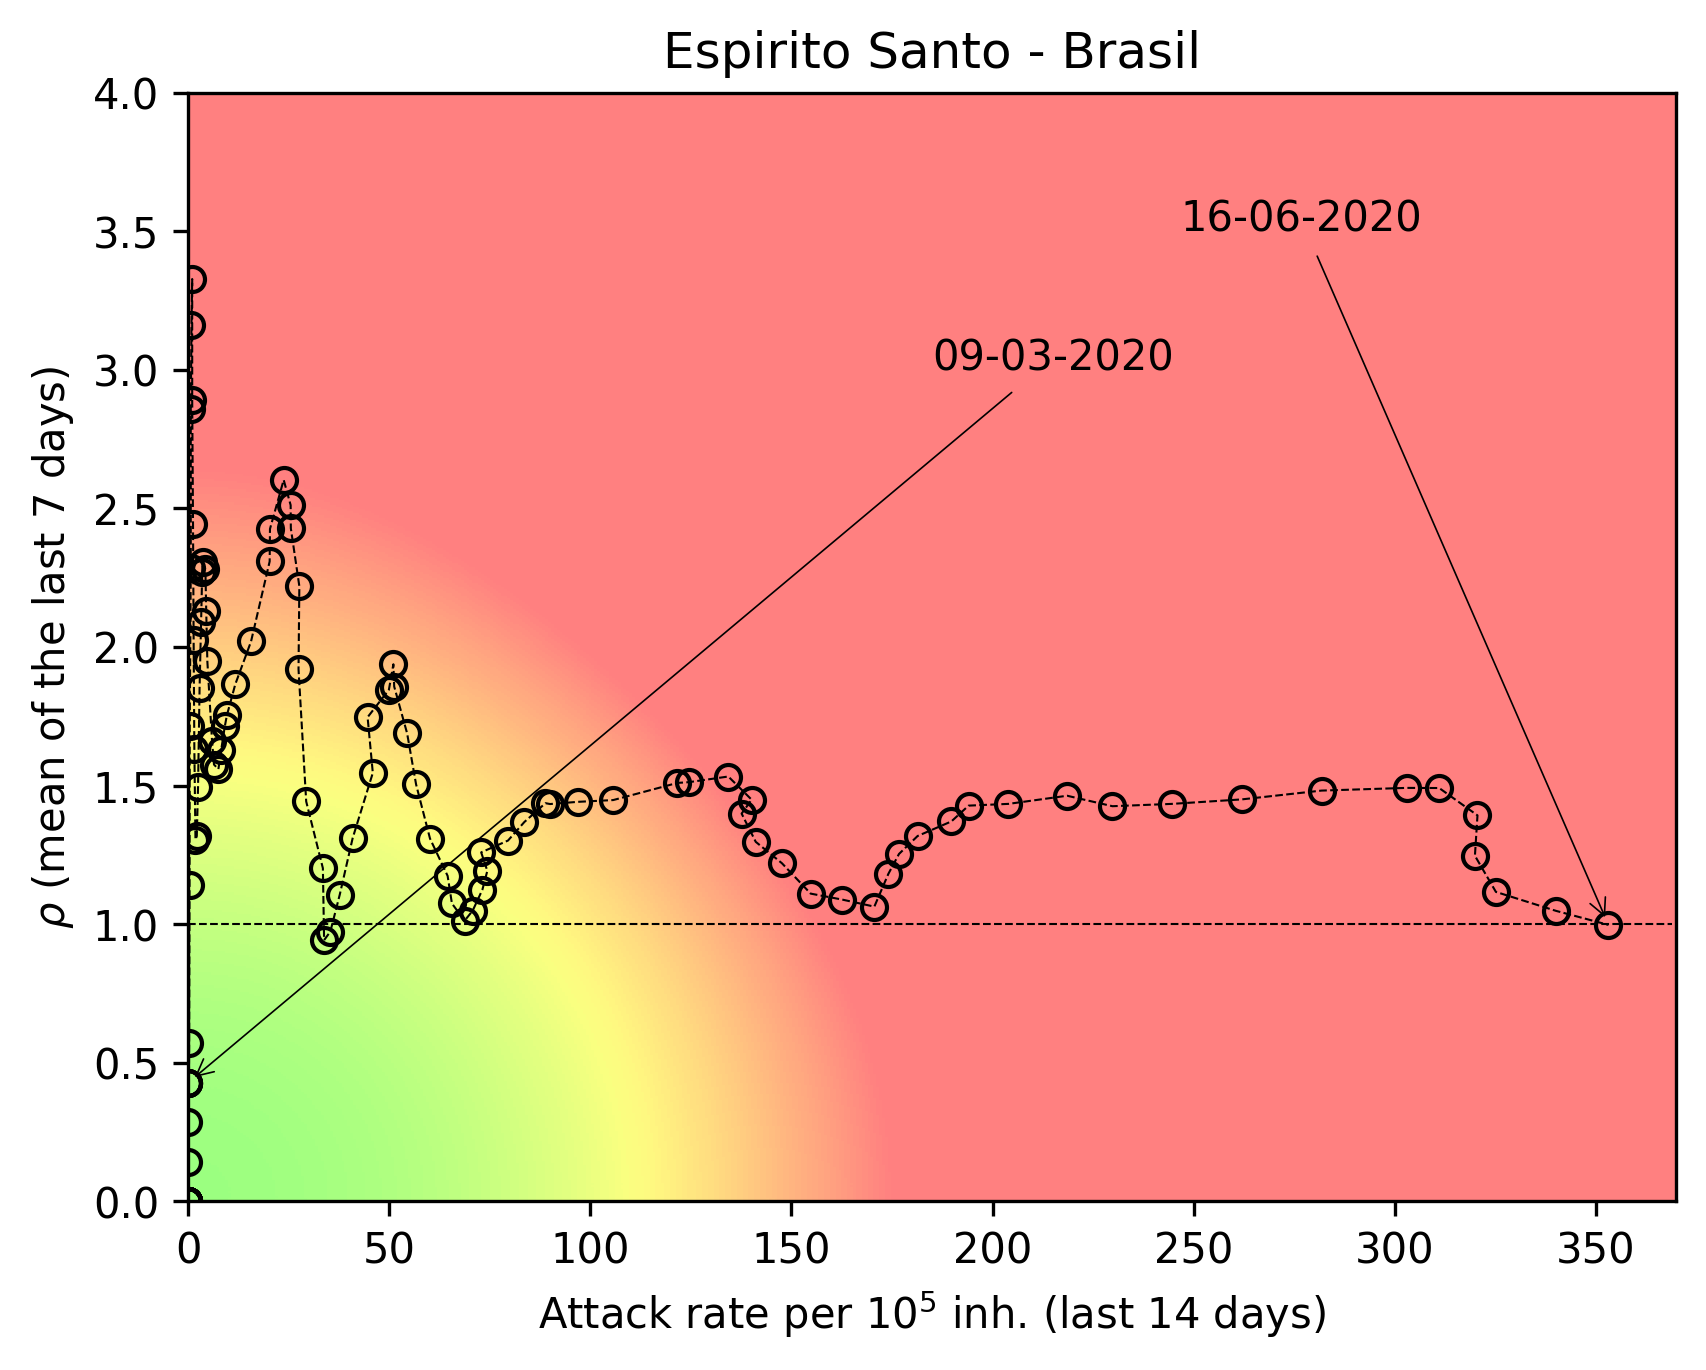 Espirito Santo - Brasil
4.0
3.5
3.0
2.5
2.0
1.5
1.0
0.5
0.0
ρ (mean of the last 7 days)
16-06-2020
09-03-2020
0 50 100 150 200 250 300 350
Attack rate per 10⁵ inh. (last 14 days)